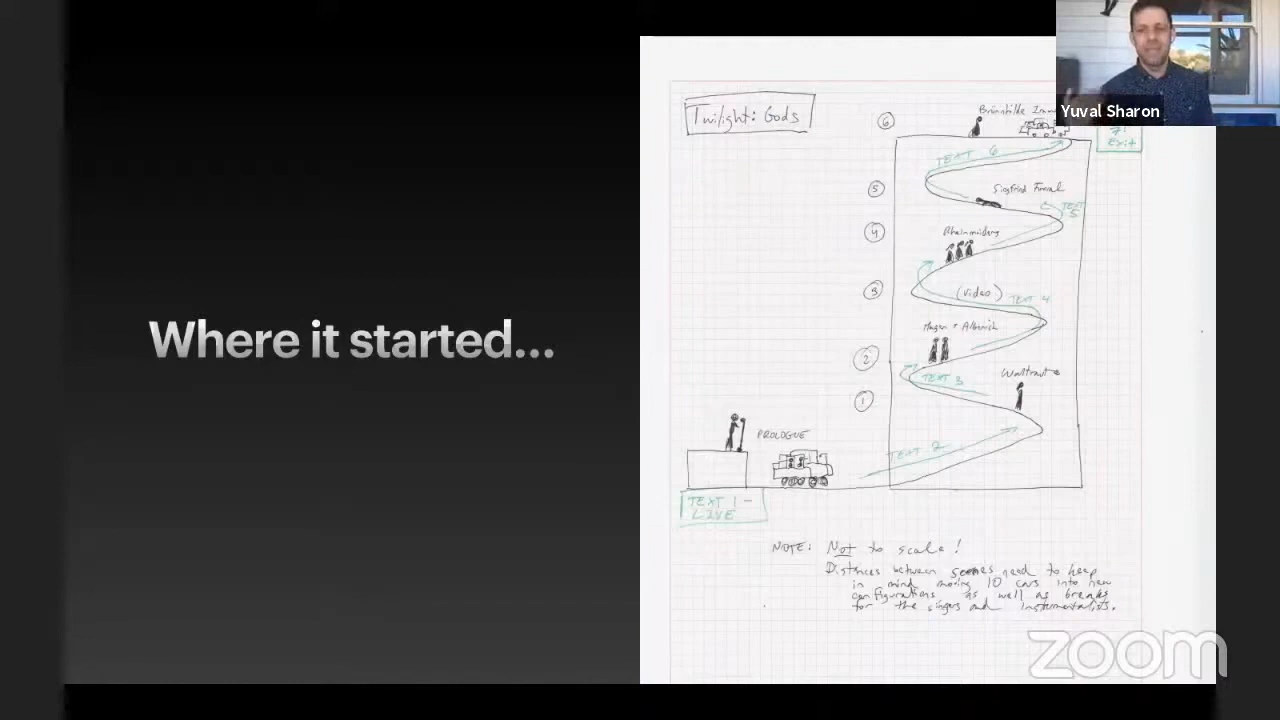 Yuval Sharon
Where it started...
Twilight: Gods
6
Brünnhilde
7:
Exit
TEXT 6
5
Siegfried Funeral
TEXT
5
4
Rheinmaidens
3
(video)
TEXT 4
Hagen + Alberich
2
TEXT 3
Waltraute
1
PROLOGUE
TEXT 2
TEXT 1 -
LIVE
NOTE: Not to scale!
Distances between scenes need to keep
in mind moving 10 cars into new
configurations as well as breaks
for the singers and instrumentalists.
zoom